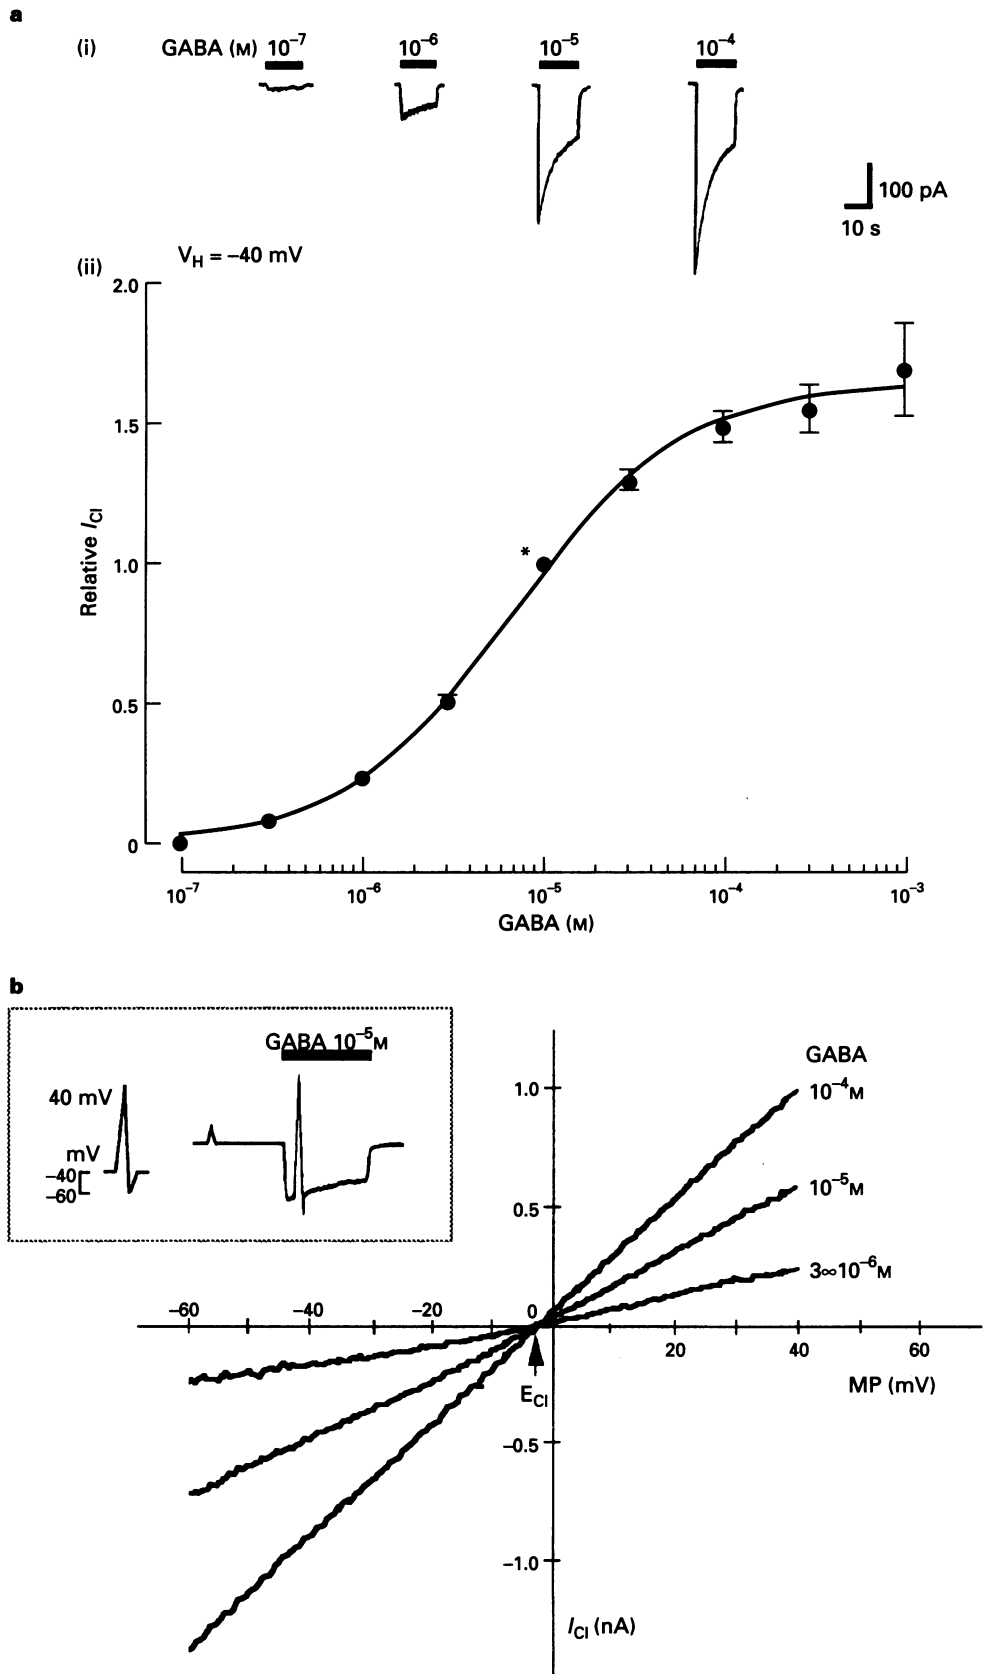 a
(i) GABA (M) 10⁻⁷ 10⁻⁶ 10⁻⁵ 10⁻⁴
100 pA
10 s
V_H = −40 mV
(ii)
2.0
1.5
1.0
0.5
0
Relative I_Cl
*
10⁻⁷ 10⁻⁶ 10⁻⁵ 10⁻⁴ 10⁻³
GABA (M)
b
GABA 10⁻⁵M
40 mV
mV
−40
−60
GABA
1.0
10⁻⁴M
0.5
10⁻⁵M
3∞10⁻⁶M
−60 −40 −20 0
20 40 60
MP (mV)
E_Cl
−0.5
−1.0
I_Cl (nA)